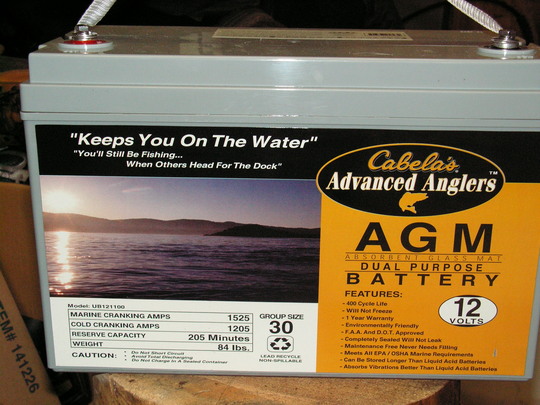 "Keeps You On The Water"
"You'll Still Be Fishing...
When Others Head For The Dock"
Cabela's
Advanced Anglers™
AGM
ABSORBENT GLASS MAT
DUAL PURPOSE
BATTERY
FEATURES:
- 400 Cycle Life
- Will Not Freeze
- 1 Year Warranty
- Environmentally Friendly
- F.A.A. And D.O.T. Approved
- Completely Sealed Will Not Leak
- Maintenance Free Never Needs Filling
- Meets All EPA / OSHA Marine Requirements
- Can Be Stored Longer Than Liquid Acid Batteries
- Absorbs Vibrations Better Than Liquid Acid Batteries
12
VOLTS
Model: UB121100
MARINE CRANKING AMPS 1525
COLD CRANKING AMPS 1205
RESERVE CAPACITY 205 Minutes
WEIGHT 84 lbs.
GROUP SIZE
30
LEAD RECYCLE
NON-SPILLABLE
CAUTION:
• Do Not Short Circuit
• Avoid Total Discharging
• Do Not Charge In A Sealed Container
ITEM# 141226